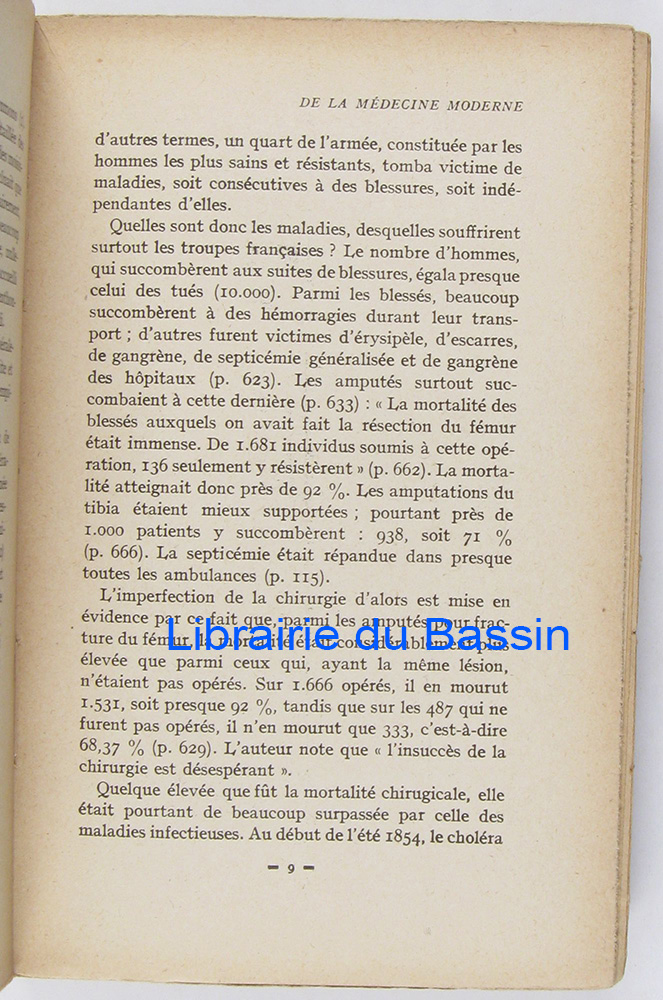 DE LA MÉDECINE MODERNE
d'autres termes, un quart de l'armée, constituée par les
hommes les plus sains et résistants, tomba victime de
maladies, soit consécutives à des blessures, soit indé-
pendantes d'elles.
Quelles sont donc les maladies, desquelles souffrirent
surtout les troupes françaises ? Le nombre d'hommes,
qui succombèrent aux suites de blessures, égala presque
celui des tués (10.000). Parmi les blessés, beaucoup
succombèrent à des hémorragies durant leur trans-
port ; d'autres furent victimes d'érysipèle, d'escarres,
de gangrène, de septicémie généralisée et de gangrène
des hôpitaux (p. 623). Les amputés surtout suc-
combaient à cette dernière (p. 633) : « La mortalité des
blessés auxquels on avait fait la résection du fémur
était immense. De 1.681 individus soumis à cette opé-
ration, 136 seulement y résistèrent » (p. 662). La morta-
lité atteignait donc près de 92 %. Les amputations du
tibia étaient mieux supportées ; pourtant près de
1.000 patients y succombèrent : 938, soit 71 %
(p. 666). La septicémie était répandue dans presque
toutes les ambulances (p. 115).
L'imperfection de la chirurgie d'alors est mise en
évidence par ce fait que, parmi les amputés pour frac-
ture du fémur, la mortalité était considérablement plus
Librairie du Bassin
élevée que parmi ceux qui, ayant la même lésion,
n'étaient pas opérés. Sur 1.666 opérés, il en mourut
1.531, soit presque 92 %, tandis que sur les 487 qui ne
furent pas opérés, il n'en mourut que 333, c'est-à-dire
68,37 % (p. 629). L'auteur note que « l'insuccès de la
chirurgie est désespérant ».
Quelque élevée que fût la mortalité chirugicale, elle
était pourtant de beaucoup surpassée par celle des
maladies infectieuses. Au début de l'été 1854, le choléra
- 9 -